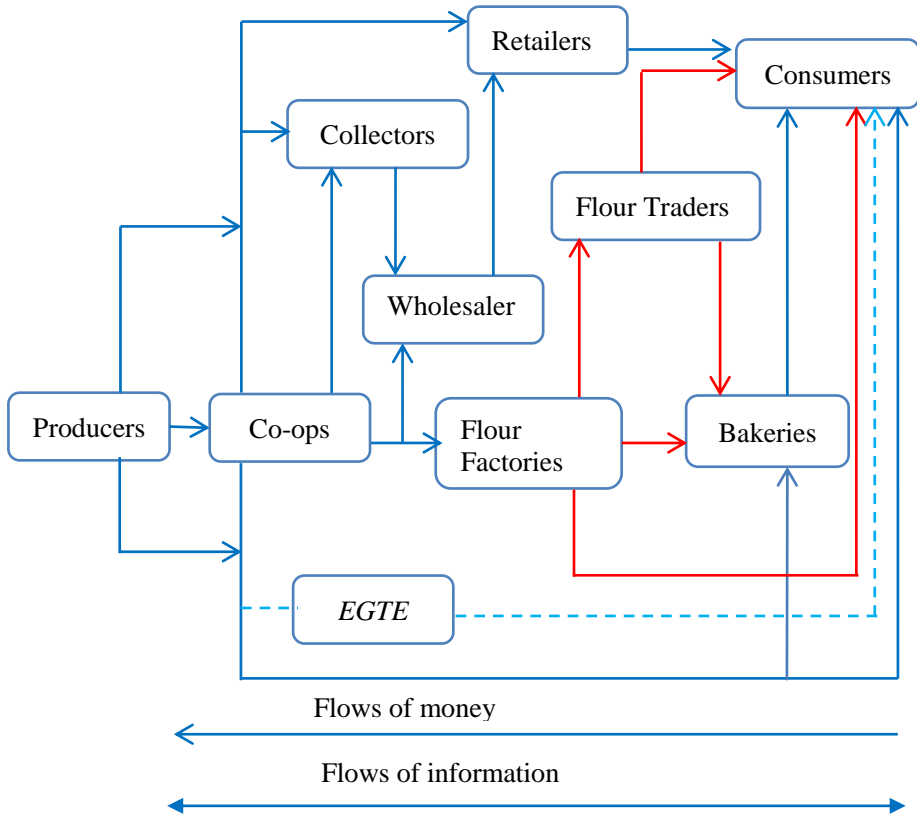 Retailers
Consumers
Collectors
Flour Traders
Wholesaler
Producers
Co-ops
Flour
Factories
Bakeries
EGTE
Flows of money
Flows of information